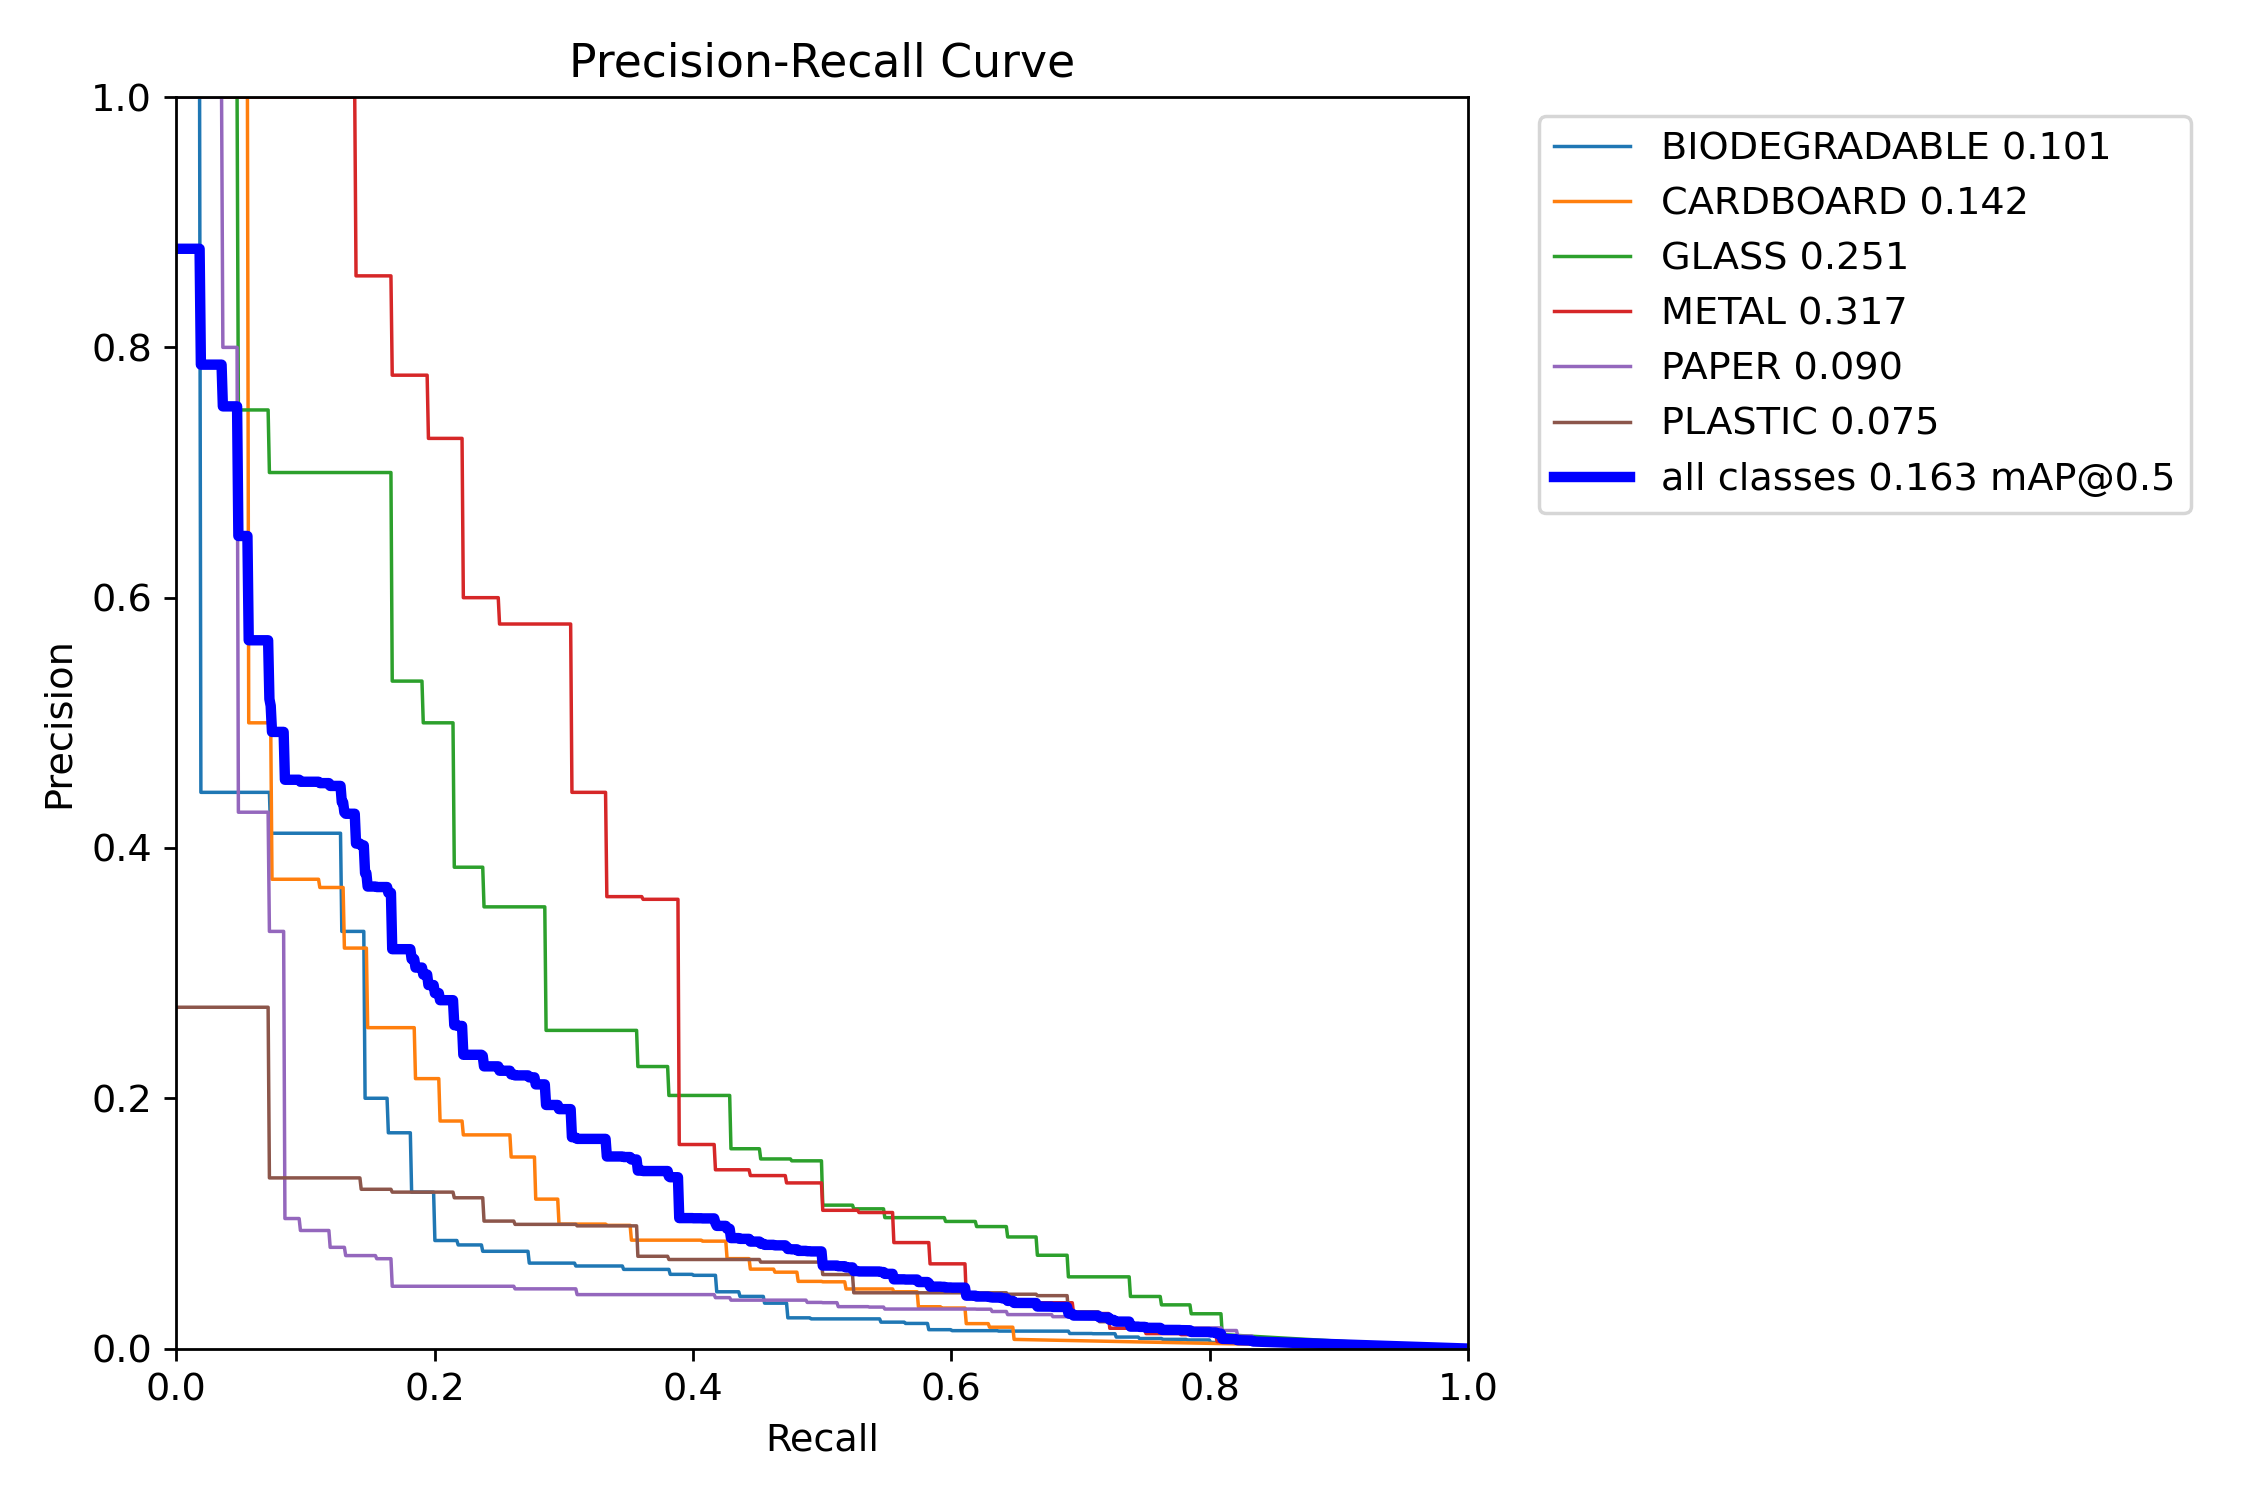 Precision-Recall Curve
1.0
0.8
0.6
0.4
0.2
0.0
Precision
0.0 0.2 0.4 0.6 0.8 1.0
Recall
BIODEGRADABLE 0.101
CARDBOARD 0.142
GLASS 0.251
METAL 0.317
PAPER 0.090
PLASTIC 0.075
all classes 0.163 mAP@0.5